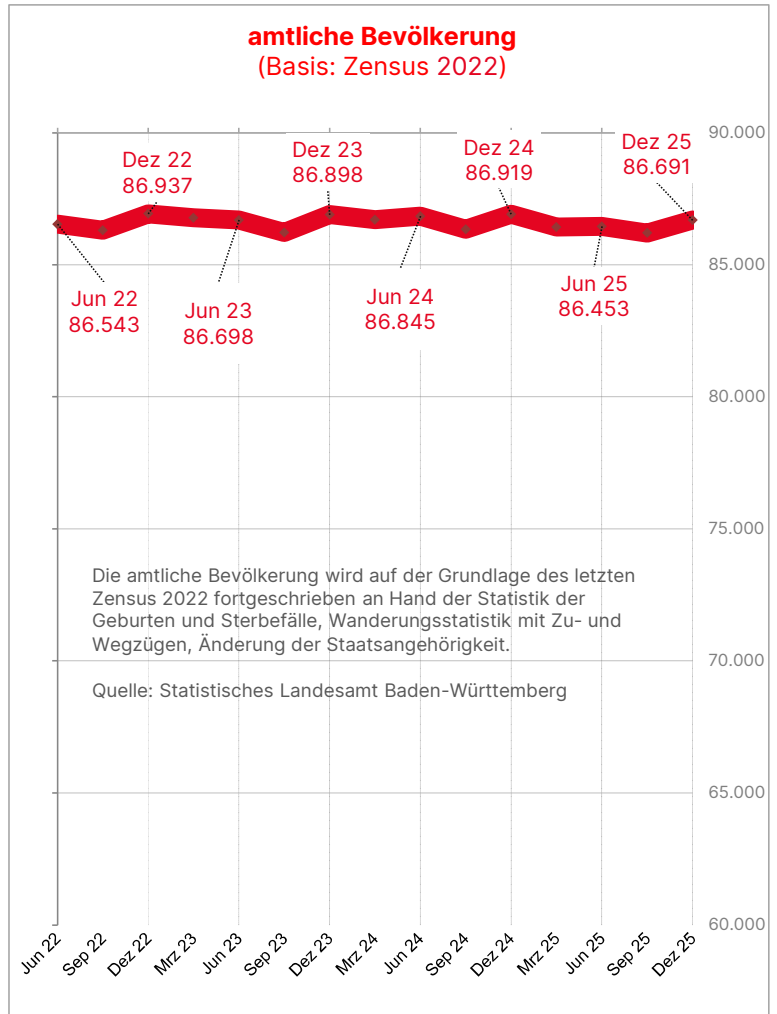 amtliche Bevölkerung
(Basis: Zensus 2022)
90.000
Dez 22
86.937
Dez 23
86.898
Dez 24
86.919
Dez 25
86.691
85.000
Jun 22
86.543
Jun 23
86.698
Jun 24
86.845
Jun 25
86.453
80.000
75.000
Die amtliche Bevölkerung wird auf der Grundlage des letzten
Zensus 2022 fortgeschrieben an Hand der Statistik der
Geburten und Sterbefälle, Wanderungsstatistik mit Zu- und
Wegzügen, Änderung der Staatsangehörigkeit.
70.000
Quelle: Statistisches Landesamt Baden-Württemberg
65.000
60.000
Jun 22
Sep 22
Dez 22
Mrz 23
Jun 23
Sep 23
Dez 23
Mrz 24
Jun 24
Sep 24
Dez 24
Mrz 25
Jun 25
Sep 25
Dez 25